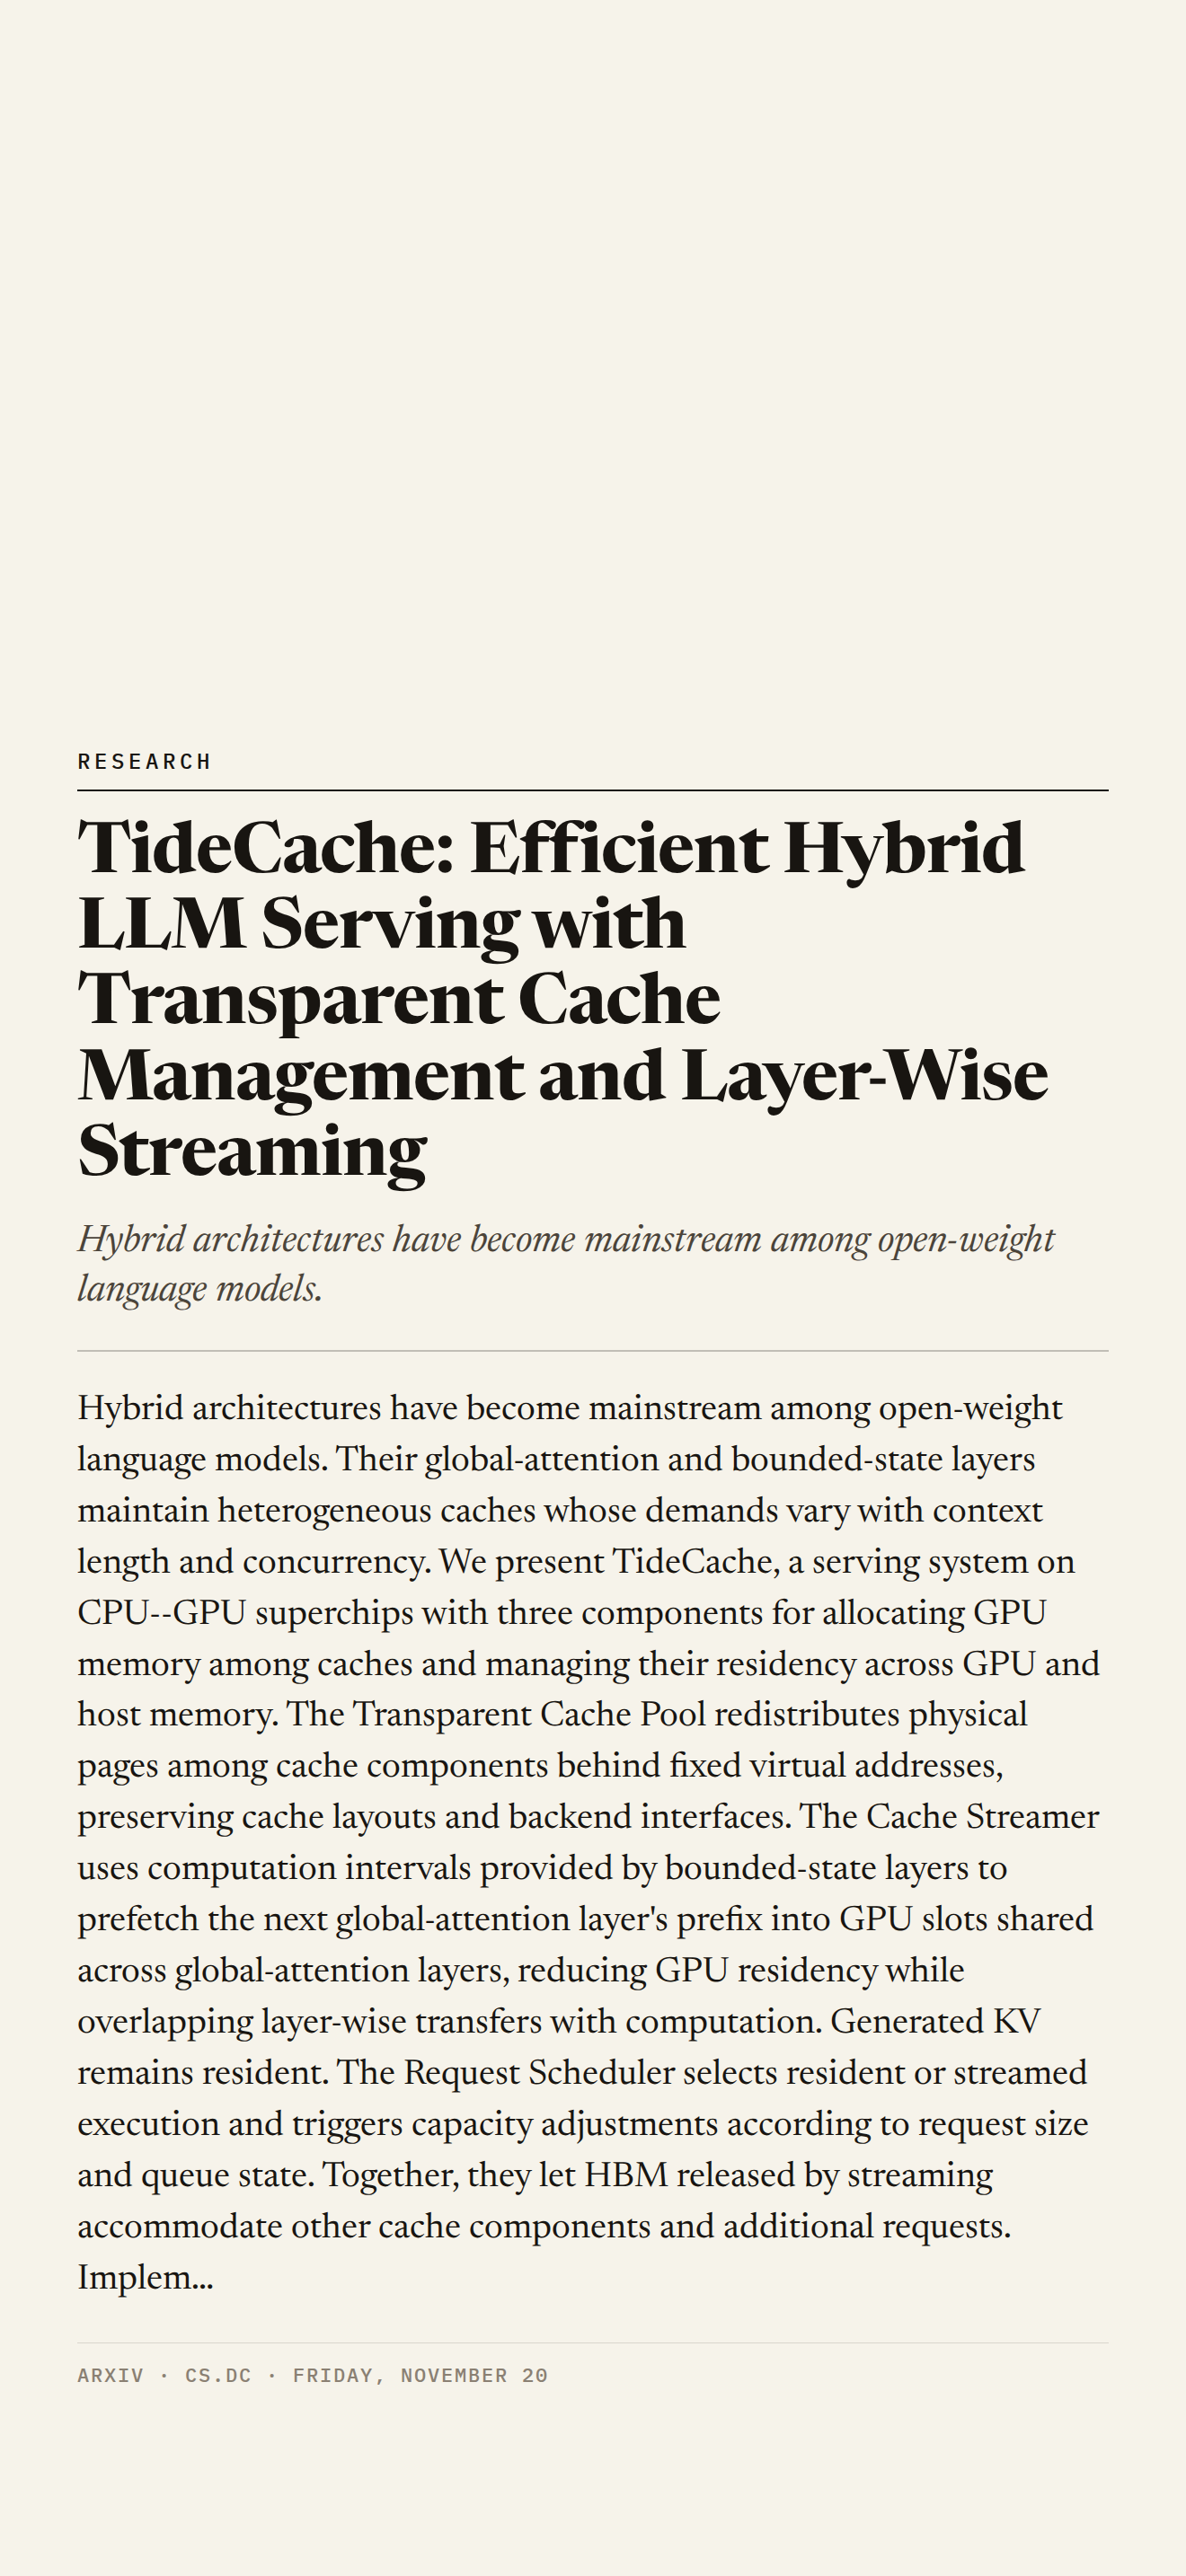 RESEARCH
TideCache: Efficient Hybrid
LLM Serving with
Transparent Cache
Management and Layer-Wise
Streaming
Hybrid architectures have become mainstream among open-weight
language models.
Hybrid architectures have become mainstream among open-weight
language models. Their global-attention and bounded-state layers
maintain heterogeneous caches whose demands vary with context
length and concurrency. We present TideCache, a serving system on
CPU--GPU superchips with three components for allocating GPU
memory among caches and managing their residency across GPU and
host memory. The Transparent Cache Pool redistributes physical
pages among cache components behind fixed virtual addresses,
preserving cache layouts and backend interfaces. The Cache Streamer
uses computation intervals provided by bounded-state layers to
prefetch the next global-attention layer's prefix into GPU slots shared
across global-attention layers, reducing GPU residency while
overlapping layer-wise transfers with computation. Generated KV
remains resident. The Request Scheduler selects resident or streamed
execution and triggers capacity adjustments according to request size
and queue state. Together, they let HBM released by streaming
accommodate other cache components and additional requests.
Implem...
ARXIV · CS.DC · FRIDAY, NOVEMBER 20